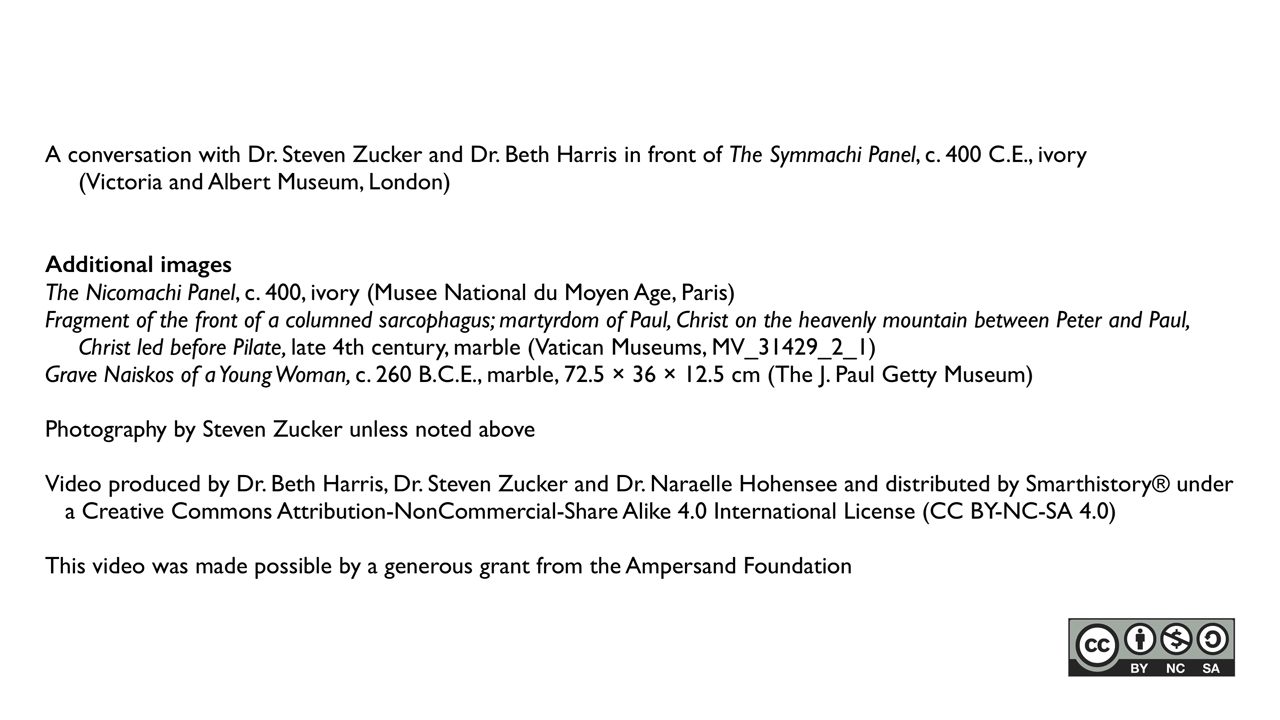 A conversation with Dr. Steven Zucker and Dr. Beth Harris in front of The Symmachi Panel, c. 400 C.E., ivory
(Victoria and Albert Museum, London)
Additional images
The Nicomachi Panel, c. 400, ivory (Musee National du Moyen Age, Paris)
Fragment of the front of a columned sarcophagus; martyrdom of Paul, Christ on the heavenly mountain between Peter and Paul,
Christ led before Pilate, late 4th century, marble (Vatican Museums, MV_31429_2_1)
Grave Naiskos of a Young Woman, c. 260 B.C.E., marble, 72.5 × 36 × 12.5 cm (The J. Paul Getty Museum)
Photography by Steven Zucker unless noted above
Video produced by Dr. Beth Harris, Dr. Steven Zucker and Dr. Naraelle Hohensee and distributed by Smarthistory® under
a Creative Commons Attribution-NonCommercial-Share Alike 4.0 International License (CC BY-NC-SA 4.0)
This video was made possible by a generous grant from the Ampersand Foundation
cc
BY NC SA